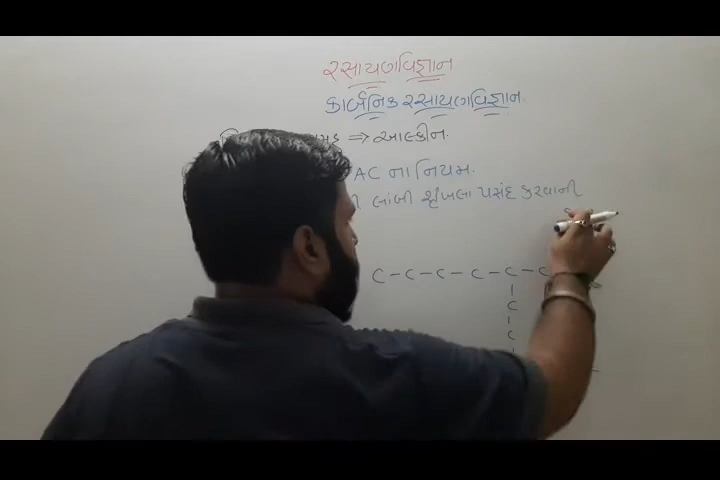 રસાયણવિજ્ઞાન
કાર્બનિક રસાયણવિજ્ઞાન
⇒ આલ્કીન
AC ના નિયમ
લાંબી શૃંખલા પસંદ કરવાની
C - C - C - C - C - C
C
C